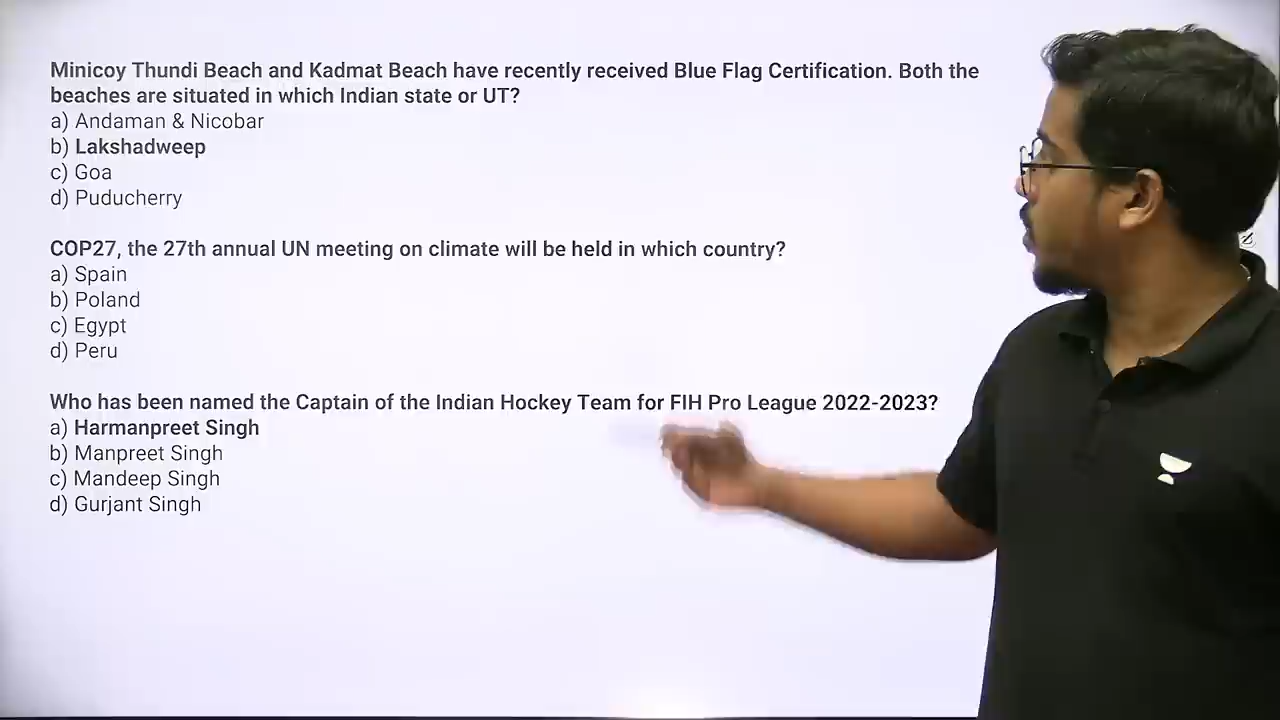 Minicoy Thundi Beach and Kadmat Beach have recently received Blue Flag Certification. Both the
beaches are situated in which Indian state or UT?
a) Andaman & Nicobar
b) Lakshadweep
c) Goa
d) Puducherry
COP27, the 27th annual UN meeting on climate will be held in which country?
a) Spain
b) Poland
c) Egypt
d) Peru
Who has been named the Captain of the Indian Hockey Team for FIH Pro League 2022-2023?
a) Harmanpreet Singh
b) Manpreet Singh
c) Mandeep Singh
d) Gurjant Singh